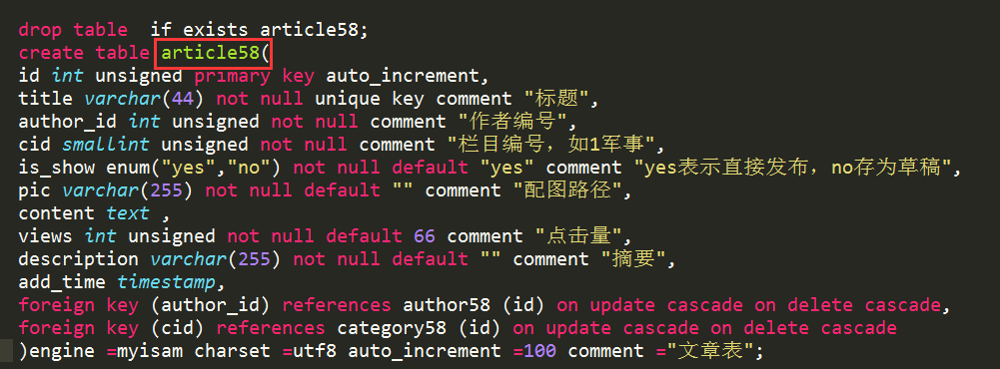 drop table  if exists article58;
create table article58(
id int unsigned primary key auto_increment,
title varchar(44) not null unique key comment "标题",
author_id int unsigned not null comment "作者编号",
cid smallint unsigned not null comment "栏目编号，如1军事",
is_show enum("yes","no") not null default "yes" comment "yes表示直接发布，no存为草稿",
pic varchar(255) not null default "" comment "配图路径",
content text ,
views int unsigned not null default 66 comment "点击量",
description varchar(255) not null default "" comment "摘要",
add_time timestamp,
foreign key (author_id) references author58 (id) on update cascade on delete cascade,
foreign key (cid) references category58 (id) on update cascade on delete cascade
)engine =myisam charset =utf8 auto_increment =100 comment ="文章表";